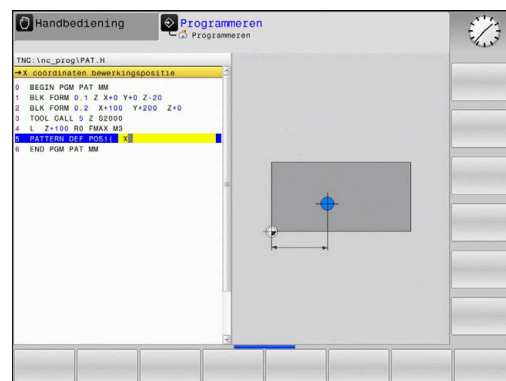 Handbediening
Programmeren
Programmeren
TNC:\nc_prog\PAT.H
→X coördinaten bewerkingspositie
0 BEGIN PGM PAT MM
1 BLK FORM 0.1 Z X+0 Y+0 Z-20
2 BLK FORM 0.2 X+100 Y+200 Z+0
3 TOOL CALL 5 Z S2000
4 L Z+100 R0 FMAX M3
5 PATTERN DEF POS1( X
6 END PGM PAT MM